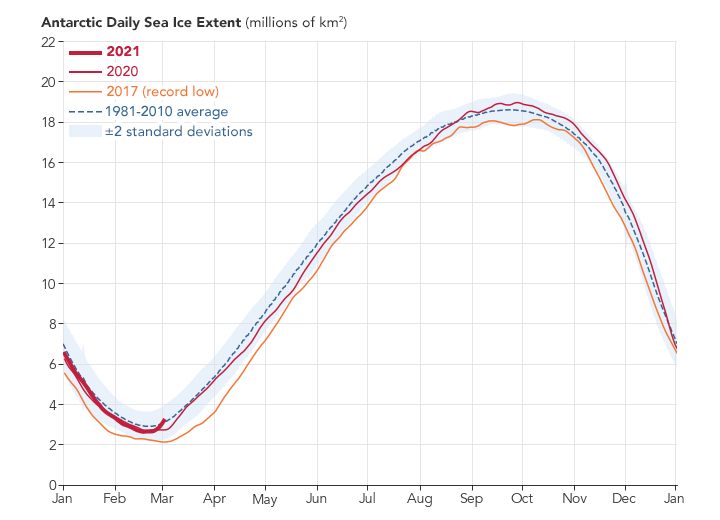 Antarctic Daily Sea Ice Extent (millions of km²)
22
20
18
16
14
12
10
8
6
4
2
0
2021
2020
2017 (record low)
1981-2010 average
±2 standard deviations
Jan Feb Mar Apr May Jun Jul Aug Sep Oct Nov Dec Jan